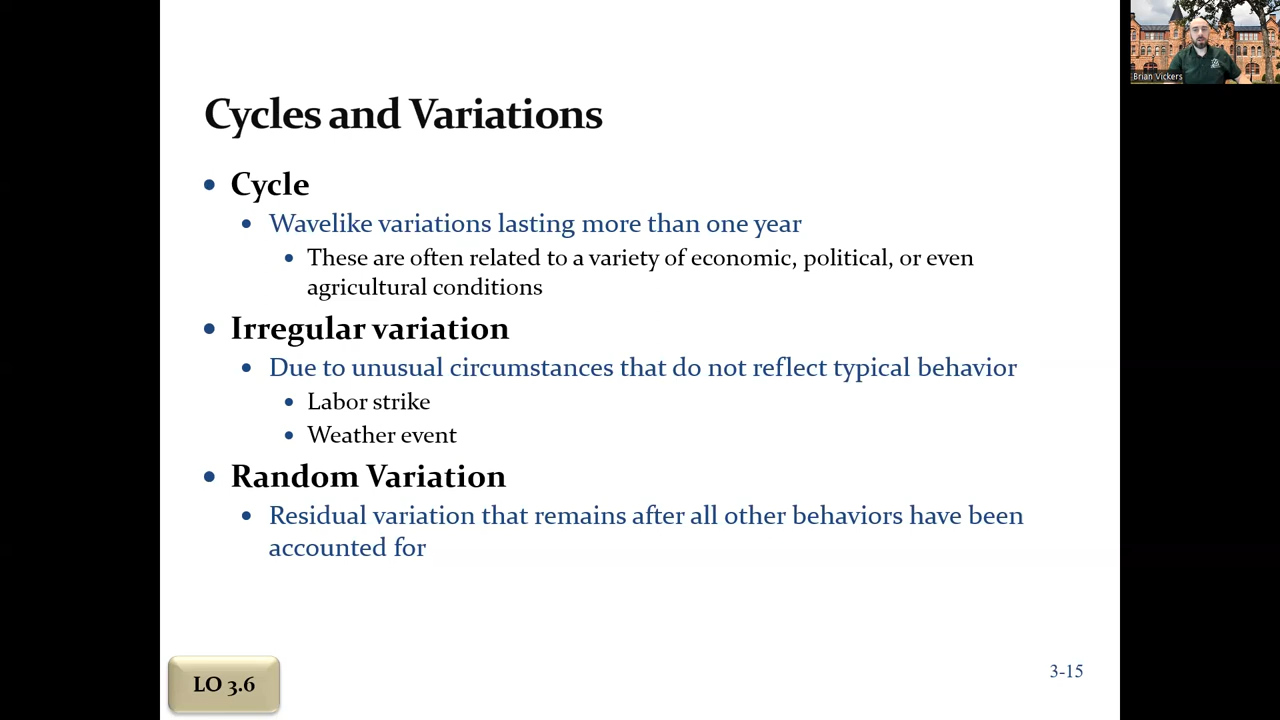 Cycles and Variations
• Cycle
• Wavelike variations lasting more than one year
• These are often related to a variety of economic, political, or even
agricultural conditions
• Irregular variation
• Due to unusual circumstances that do not reflect typical behavior
• Labor strike
• Weather event
• Random Variation
• Residual variation that remains after all other behaviors have been
accounted for
LO 3.6
3-15
Brian Vickers